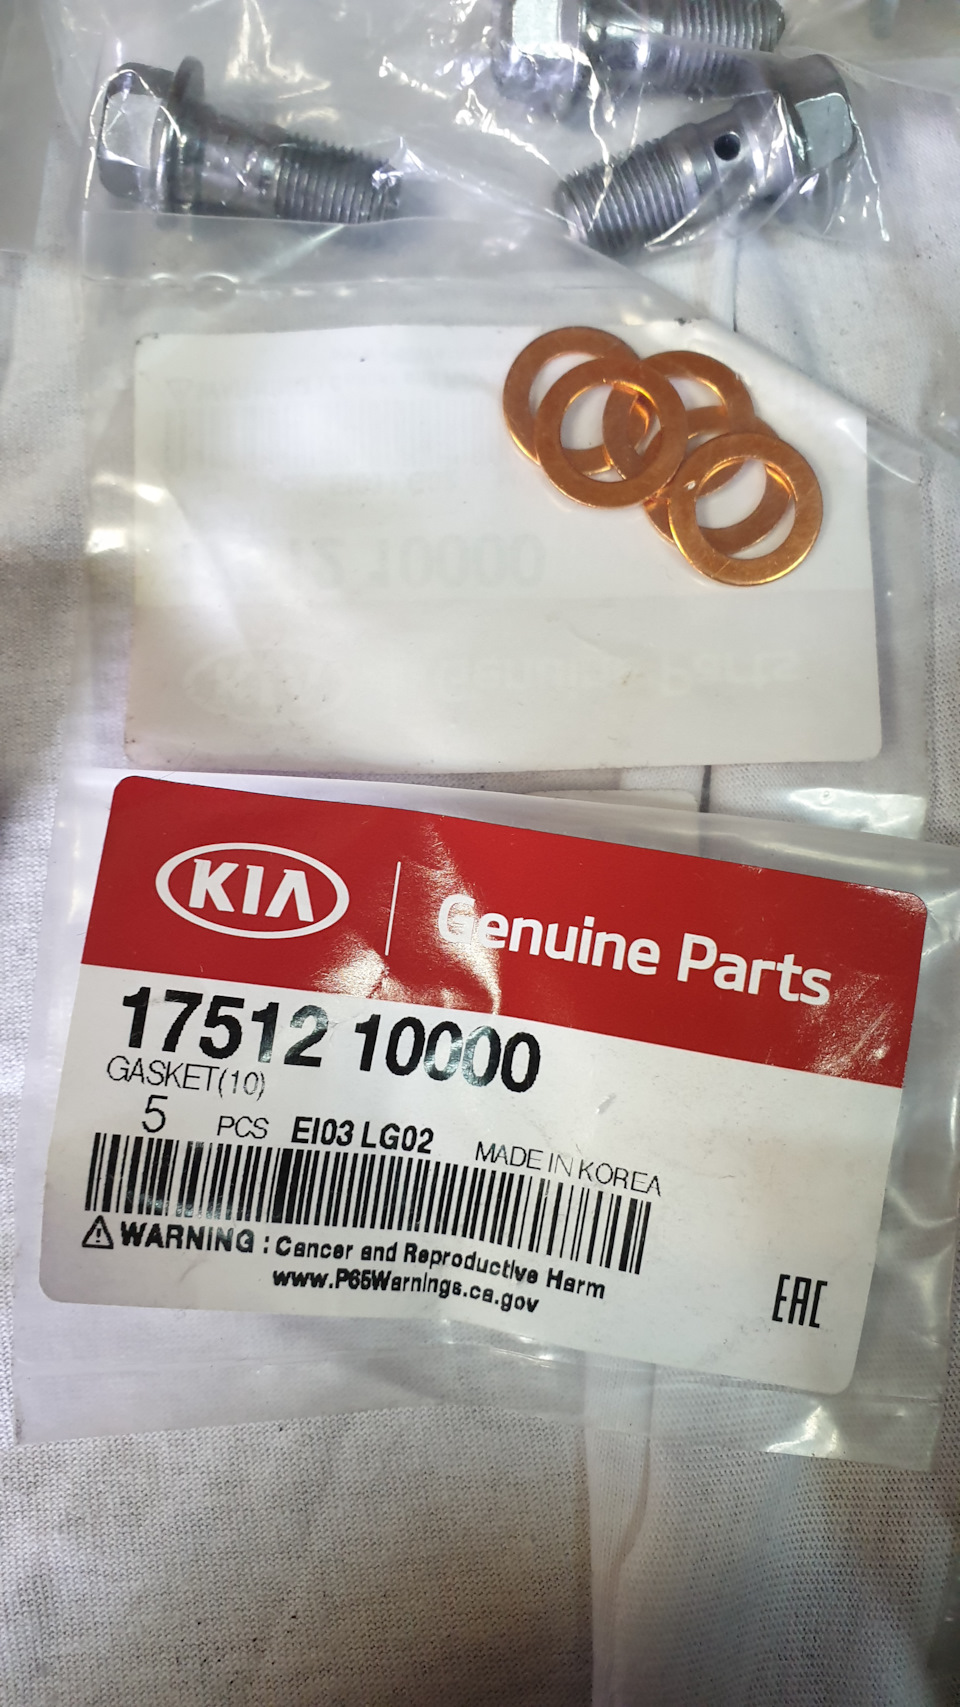 KIA Genuine Parts
17512 10000
GASKET(10)
5 PCS EI03 LG02 MADE IN KOREA
WARNING : Cancer and Reproductive Harm
www.P65Warnings.ca.gov
EAC